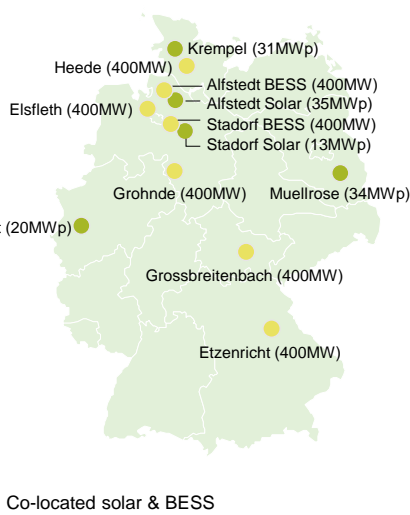 Krempel (31MWp)
Heede (400MW)
Alfstedt BESS (400MW)
Alfstedt Solar (35MWp)
Elsfleth (400MW)
Stadorf BESS (400MW)
Stadorf Solar (13MWp)
Grohnde (400MW)
Muellrose (34MWp)
(20MWp)
Grossbreitenbach (400MW)
Etzenricht (400MW)
Co-located solar & BESS